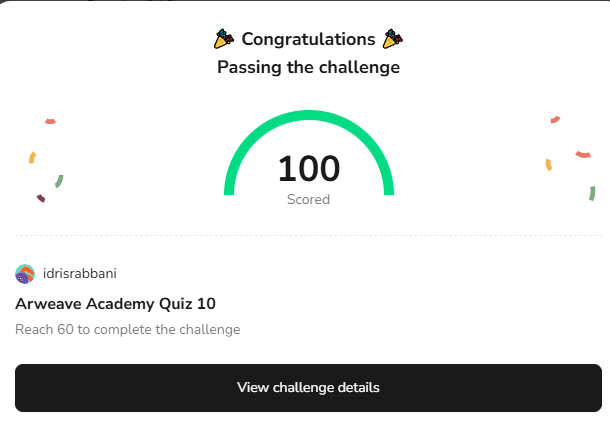 🎉 Congratulations 🎉
Passing the challenge
100
Scored
idrisrabbani
Arweave Academy Quiz 10
Reach 60 to complete the challenge
View challenge details